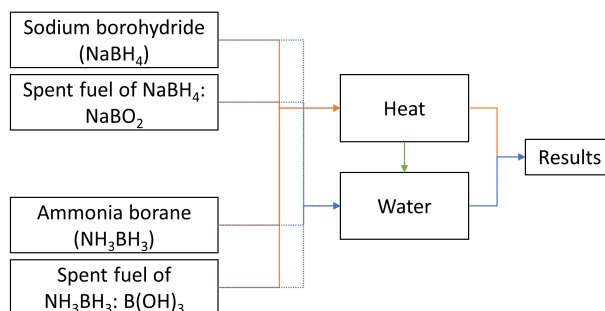 Sodium borohydride
(NaBH₄)
Spent fuel of NaBH₄:
NaBO₂
Ammonia borane
(NH₃BH₃)
Spent fuel of
NH₃BH₃: B(OH)₃
Heat
Water
Results